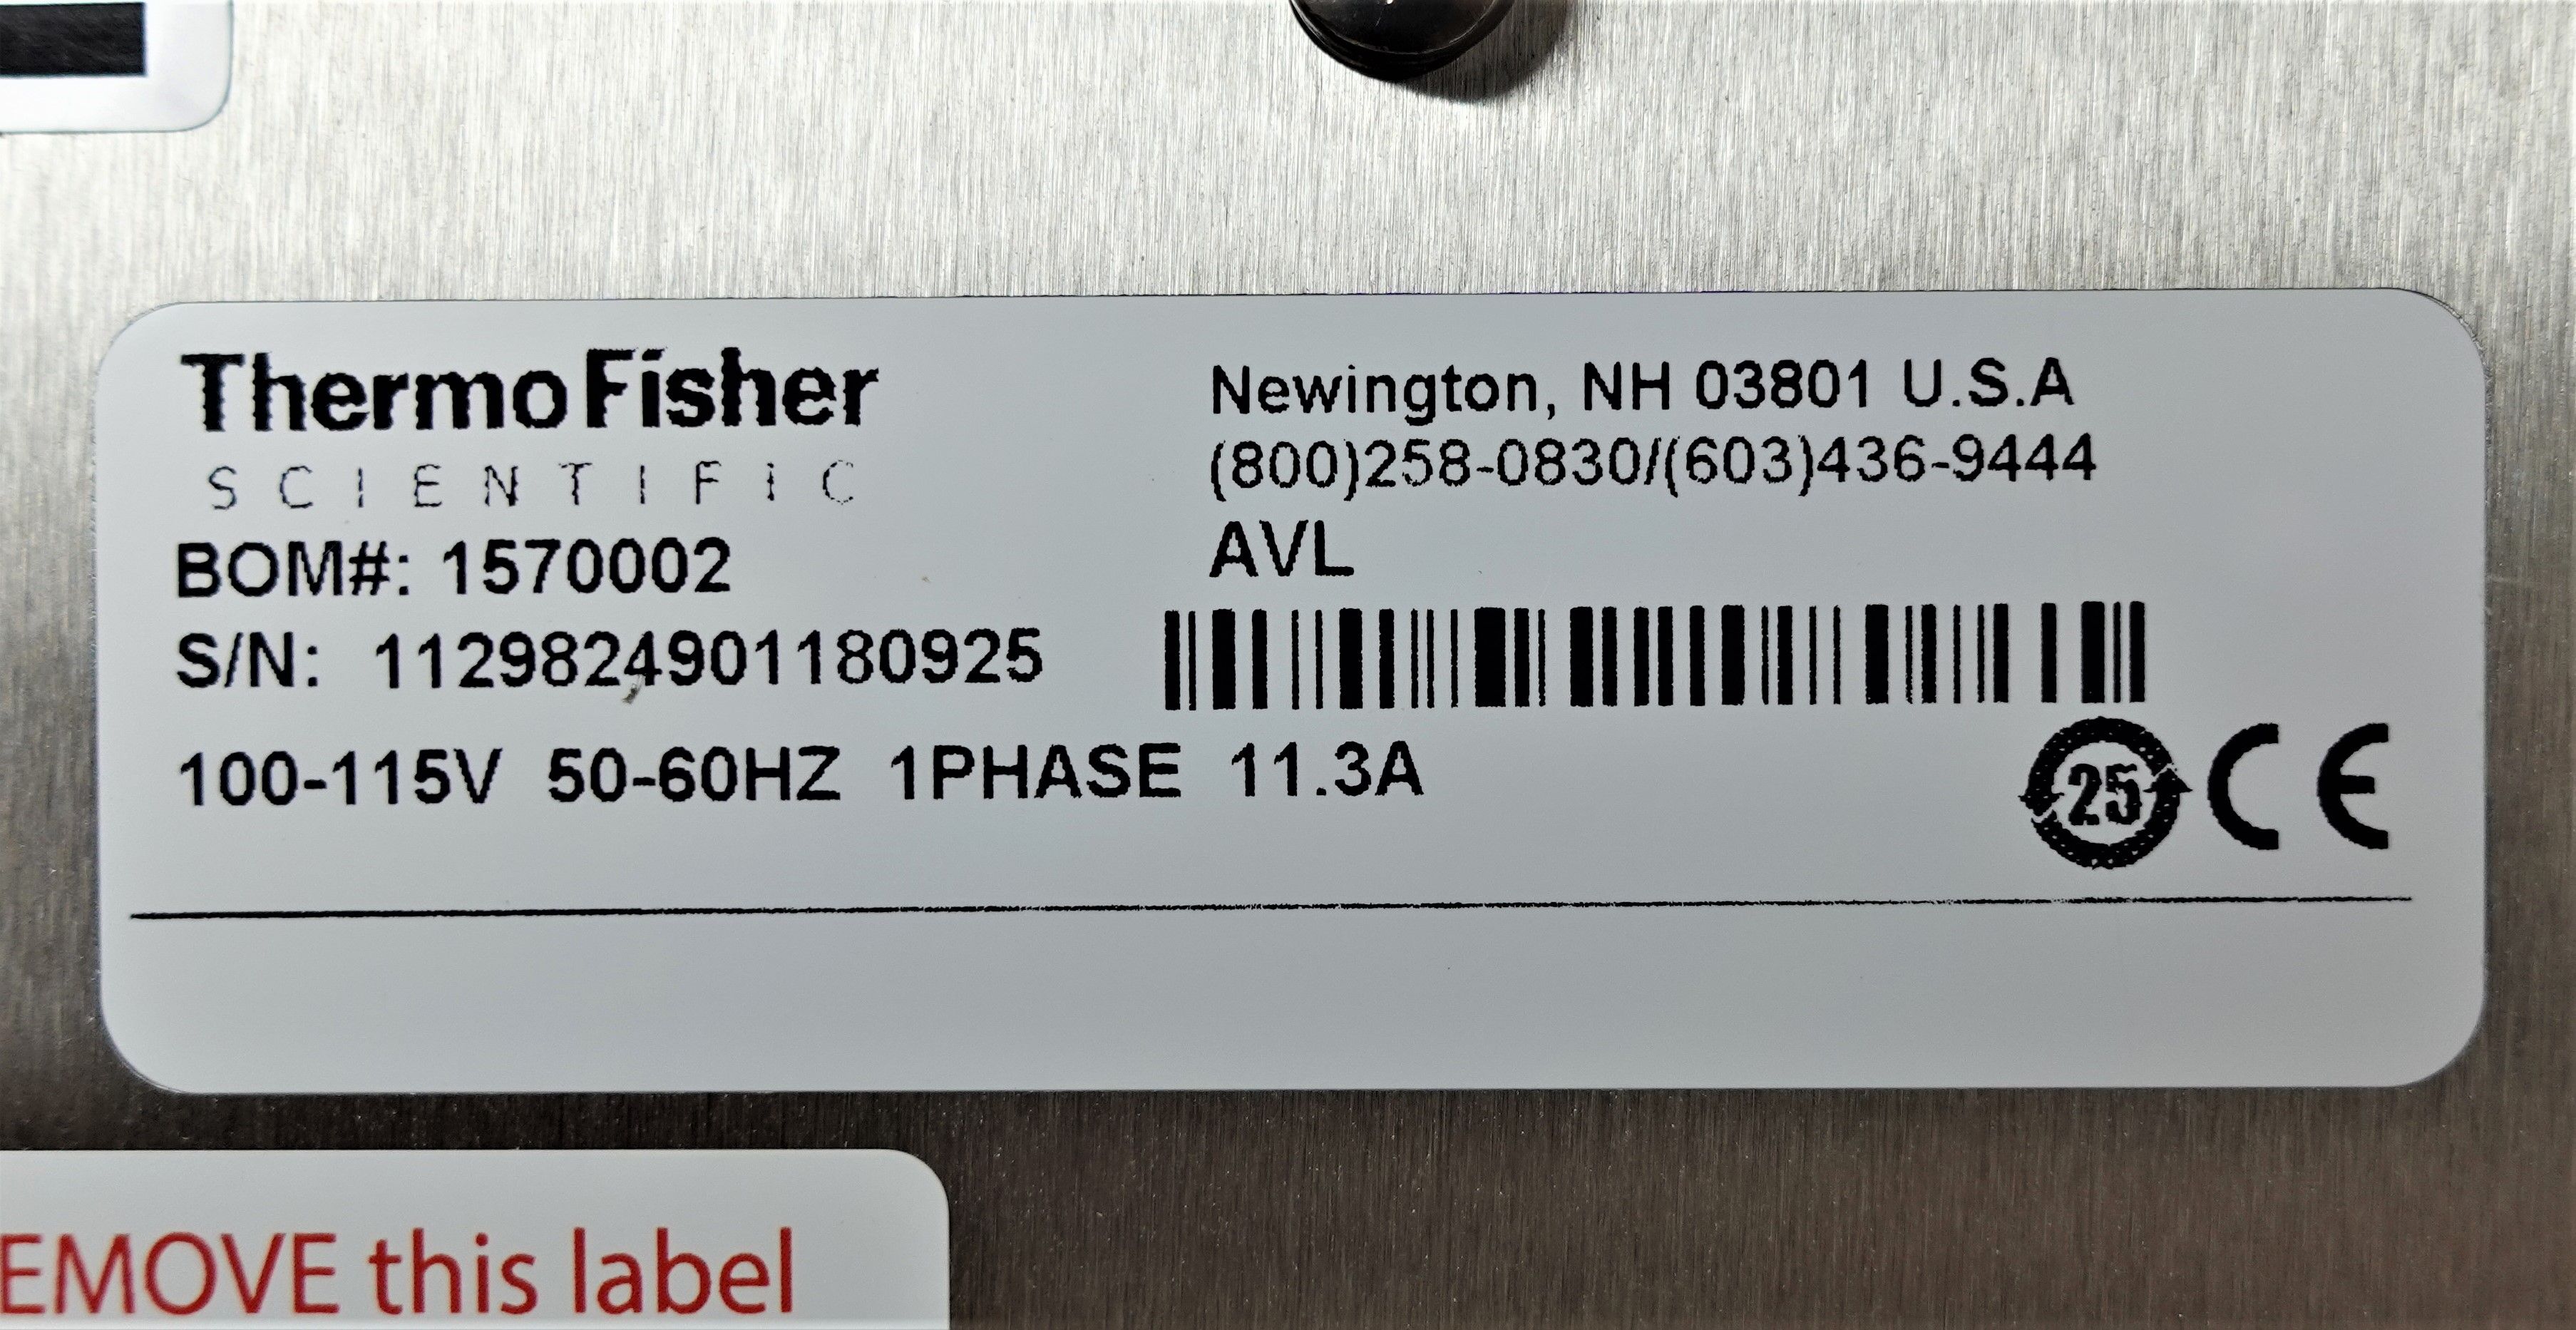 ThermoFisher
SCIENTIFIC
BOM#: 1570002
S/N: 1129824901180925
100-115V 50-60HZ 1PHASE 11.3A
Newington, NH 03801 U.S.A
(800)258-0830/(603)436-9444
AVL
25
CE
EMOVE this label